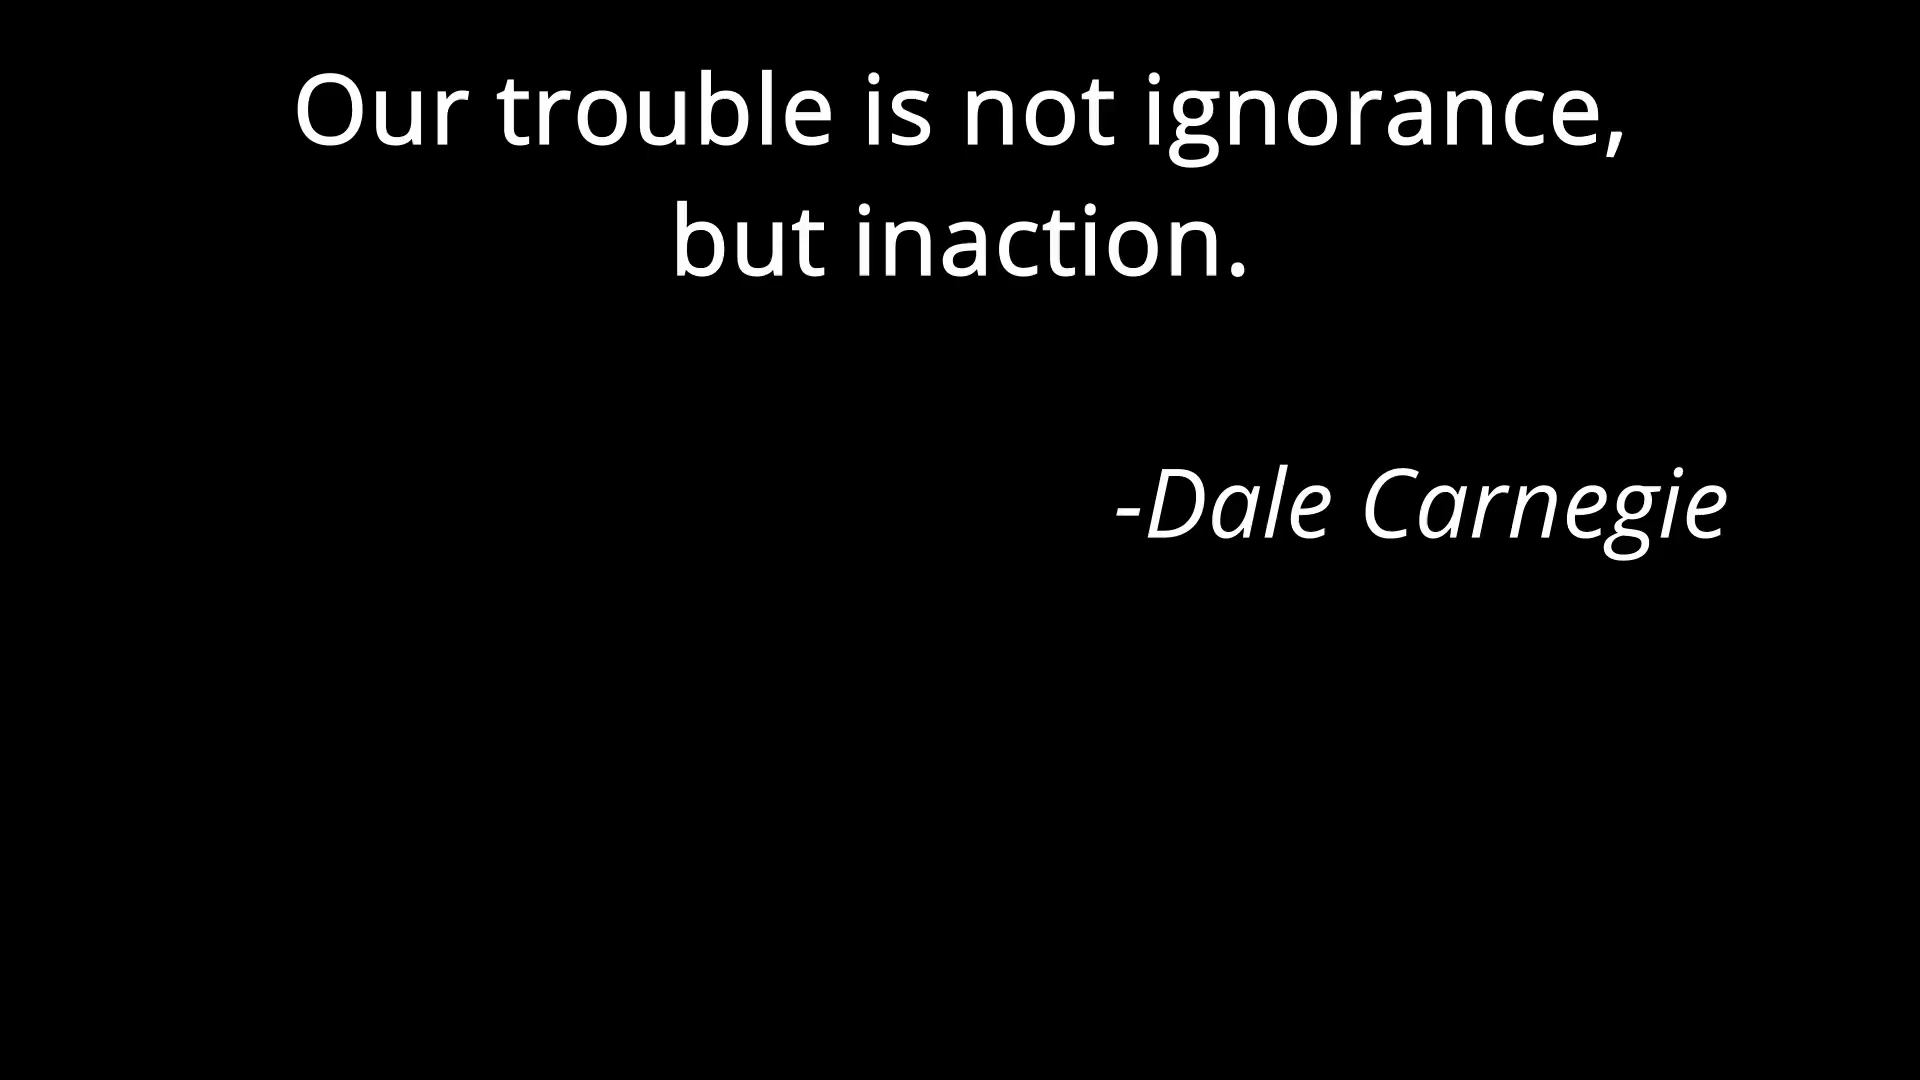 Our trouble is not ignorance,
but inaction.
-Dale Carnegie